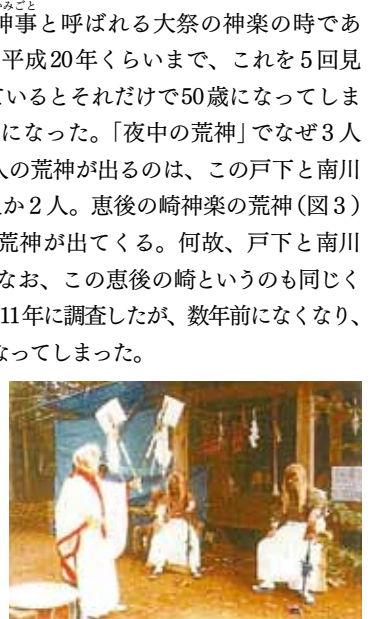 かみごと
神事と呼ばれる大祭の神楽の時であ
平成20年くらいまで、これを5回見
ているとそれだけで50歳になってしま
になった。「夜中の荒神」でなぜ3人
人の荒神が出るのは、この戸下と南川
か2人。恵後の崎神楽の荒神(図3)
荒神が出てくる。何故、戸下と南川
なお、この恵後の崎というのも同じく
11年に調査したが、数年前になくなり、
なってしまった。